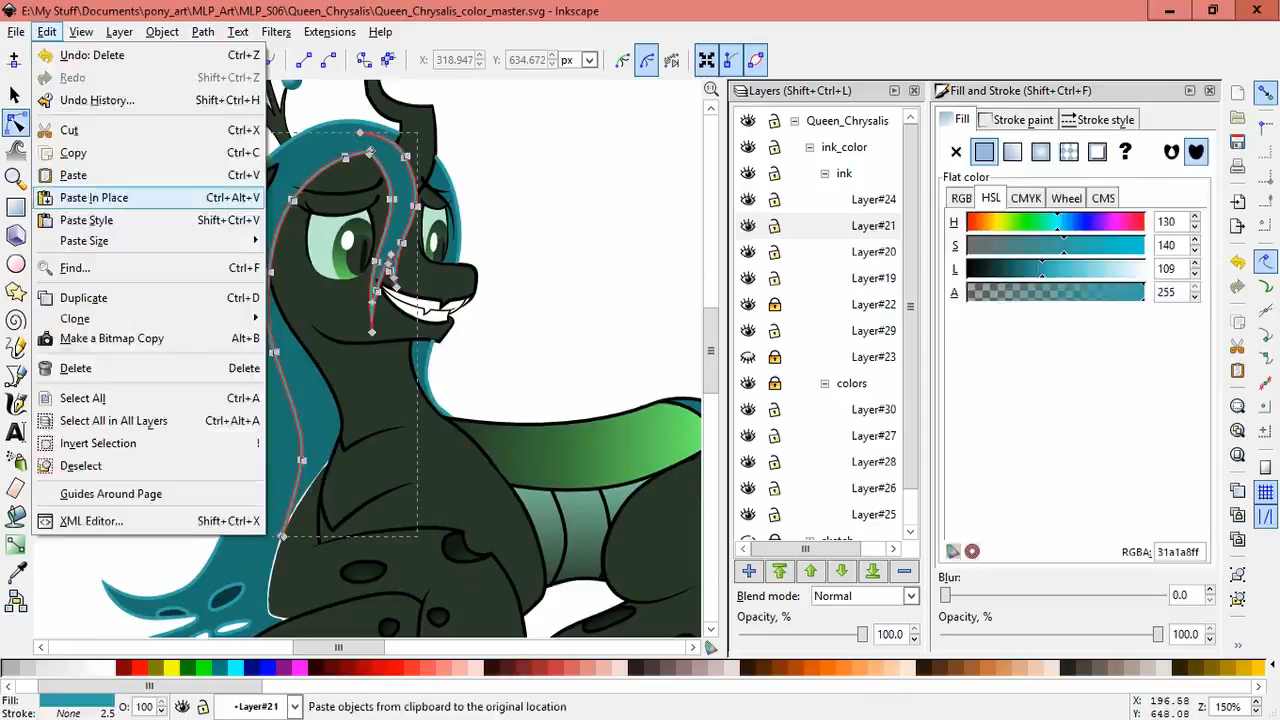 E:\My Stuff\Documents\pony_art\MLP_Art\MLP_S06\Queen_Chrysalis\Queen_Chrysalis_color_master.svg - Inkscape
File Edit View Layer Object Path Text Filters Extensions Help
X: 318.947 Y: 634.672 px
Undo: Delete Ctrl+Z
Redo Shift+Ctrl+Z
Undo History... Shift+Ctrl+H
Cut Ctrl+X
Copy Ctrl+C
Paste Ctrl+V
Paste In Place Ctrl+Alt+V
Paste Style Shift+Ctrl+V
Paste Size
Find... Ctrl+F
Duplicate Ctrl+D
Clone
Make a Bitmap Copy Alt+B
Delete Delete
Select All Ctrl+A
Select All in All Layers Ctrl+Alt+A
Invert Selection !
Deselect
Guides Around Page
XML Editor... Shift+Ctrl+X
Layers (Shift+Ctrl+L)
Queen_Chrysalis
ink_color
ink
Layer#24
Layer#21
Layer#20
Layer#19
Layer#22
Layer#29
Layer#23
colors
Layer#30
Layer#27
Layer#28
Layer#26
Layer#25
Blend mode: Normal
Opacity, %
100.0
Fill and Stroke (Shift+Ctrl+F)
Fill Stroke paint Stroke style
?
Flat color
RGB HSL CMYK Wheel CMS
H 130
S 140
L 109
A 255
RGBA: 31a1a8ff
Blur:
0.0
Opacity, %
100.0
Fill:
Stroke: None 2.5
O: 100
•Layer#21
Paste objects from clipboard to the original location
X: 196.68
Y: 648.08
Z: 150%